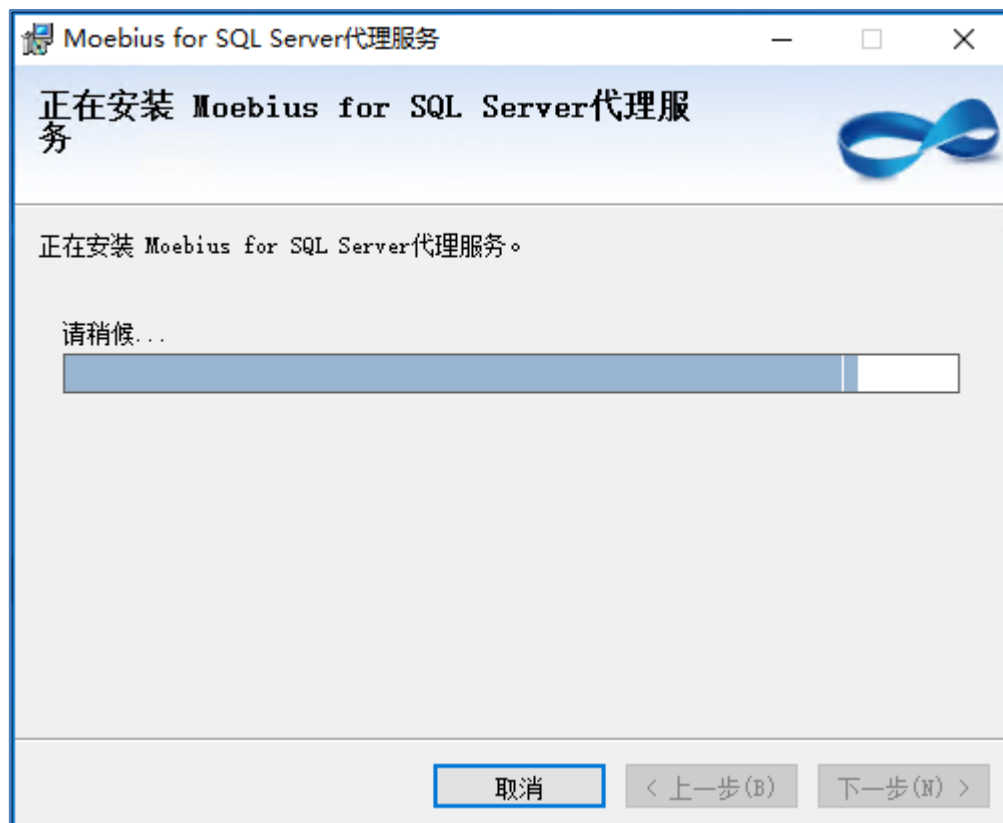 Moebius for SQL Server代理服务
正在安装 Moebius for SQL Server代理服
务
正在安装 Moebius for SQL Server代理服务。
请稍候...
取消
< 上一步(B)
下一步(N) >